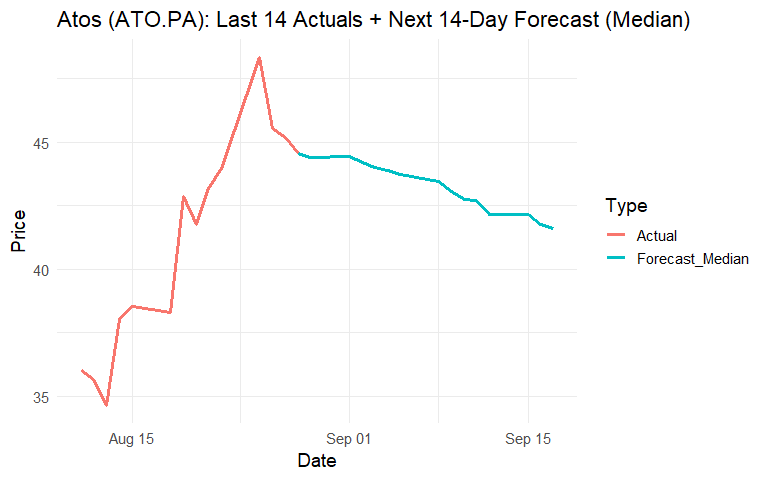 Atos (ATO.PA): Last 14 Actuals + Next 14-Day Forecast (Median)
Price
45
40
35
Aug 15
Sep 01
Sep 15
Date
Type
Actual
Forecast_Median